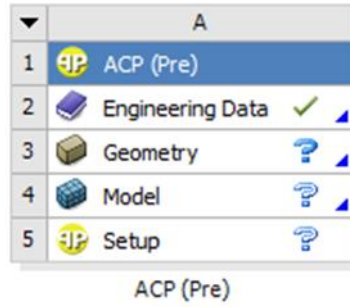 A
1 ACP (Pre)
2 Engineering Data
3 Geometry ?
4 Model ?
5 Setup ?
ACP (Pre)